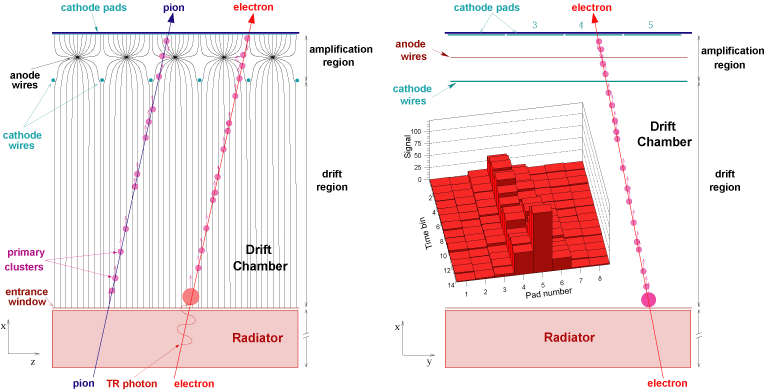 cathode pads
pion
electron
anode
wires
cathode
wires
amplification
region
drift
region
primary
clusters
Drift
Chamber
entrance
window
Radiator
x
z
pion
TR photon
electron
cathode pads
electron
3
4
5
anode
wires
cathode
wires
amplification
region
Drift
Chamber
drift
region
Signal
120
100
75
50
25
0
2
4
6
8
10
12
14
Time bin
1
2
3
4
5
6
7
8
Pad number
Radiator
x
y
electron